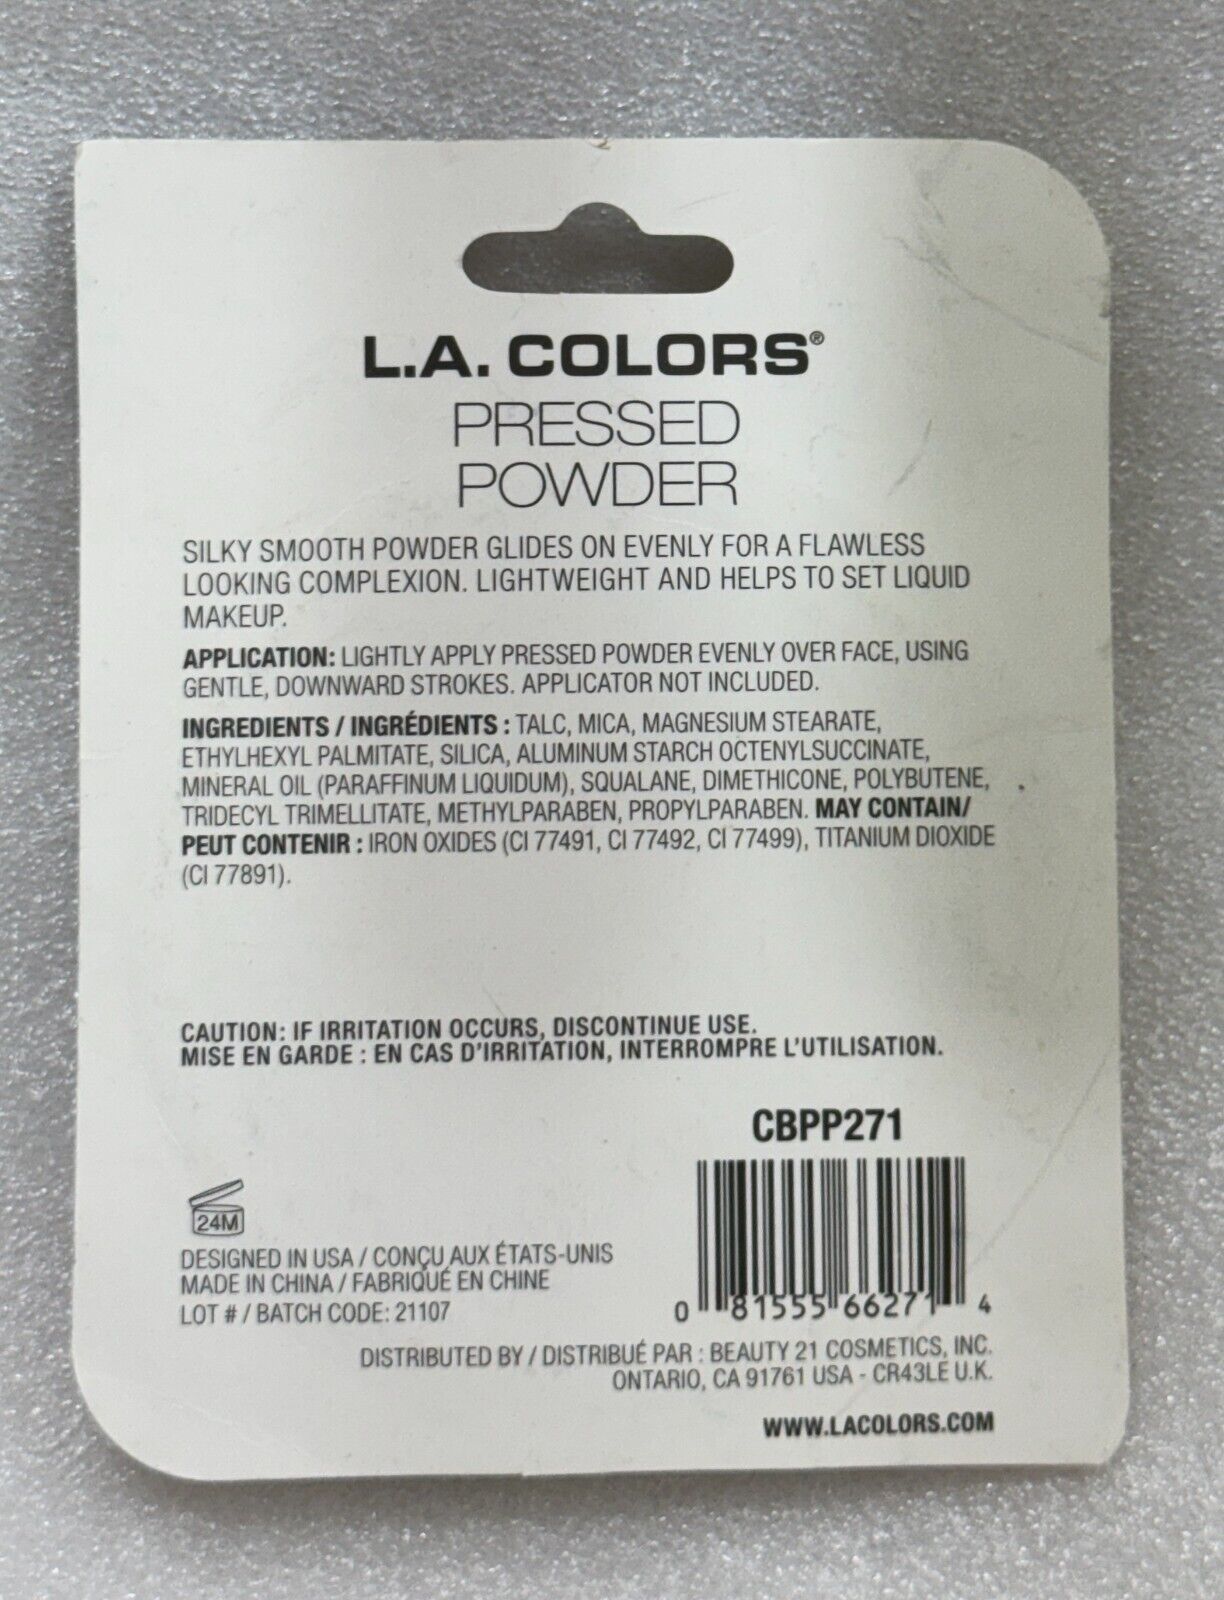 L.A. COLORS®
PRESSED
POWDER
SILKY SMOOTH POWDER GLIDES ON EVENLY FOR A FLAWLESS
LOOKING COMPLEXION. LIGHTWEIGHT AND HELPS TO SET LIQUID
MAKEUP.
APPLICATION: LIGHTLY APPLY PRESSED POWDER EVENLY OVER FACE, USING
GENTLE, DOWNWARD STROKES. APPLICATOR NOT INCLUDED.
INGREDIENTS / INGRÉDIENTS : TALC, MICA, MAGNESIUM STEARATE,
ETHYLHEXYL PALMITATE, SILICA, ALUMINUM STARCH OCTENYLSUCCINATE,
MINERAL OIL (PARAFFINUM LIQUIDUM), SQUALANE, DIMETHICONE, POLYBUTENE,
TRIDECYL TRIMELLITATE, METHYLPARABEN, PROPYLPARABEN. MAY CONTAIN/
PEUT CONTENIR : IRON OXIDES (CI 77491, CI 77492, CI 77499), TITANIUM DIOXIDE
(CI 77891).
CAUTION: IF IRRITATION OCCURS, DISCONTINUE USE.
MISE EN GARDE : EN CAS D'IRRITATION, INTERROMPRE L'UTILISATION.
CBPP271
24M
DESIGNED IN USA / CONÇU AUX ÉTATS-UNIS
MADE IN CHINA / FABRIQUÉ EN CHINE
LOT # / BATCH CODE: 21107
0 81555 66271 4
DISTRIBUTED BY / DISTRIBUÉ PAR : BEAUTY 21 COSMETICS, INC.
ONTARIO, CA 91761 USA - CR43LE U.K.
WWW.LACOLORS.COM